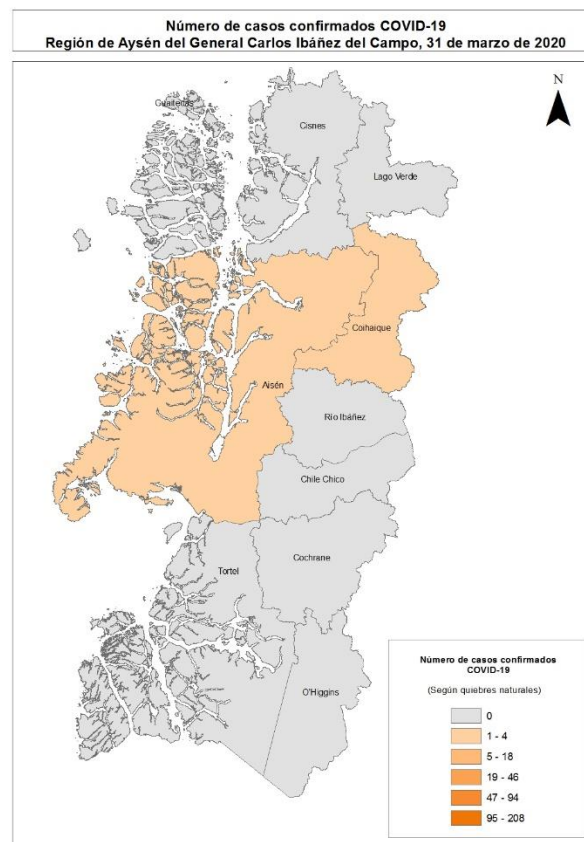 Número de casos confirmados COVID-19
Región de Aysén del General Carlos Ibáñez del Campo, 31 de marzo de 2020
N
Guaitecas
Cisnes
Lago Verde
Coihaique
Aisén
Río Ibáñez
Chile Chico
Cochrane
Tortel
O'Higgins
Número de casos confirmados
COVID-19
(Según quiebres naturales)
0
1 - 4
5 - 18
19 - 46
47 - 94
95 - 208